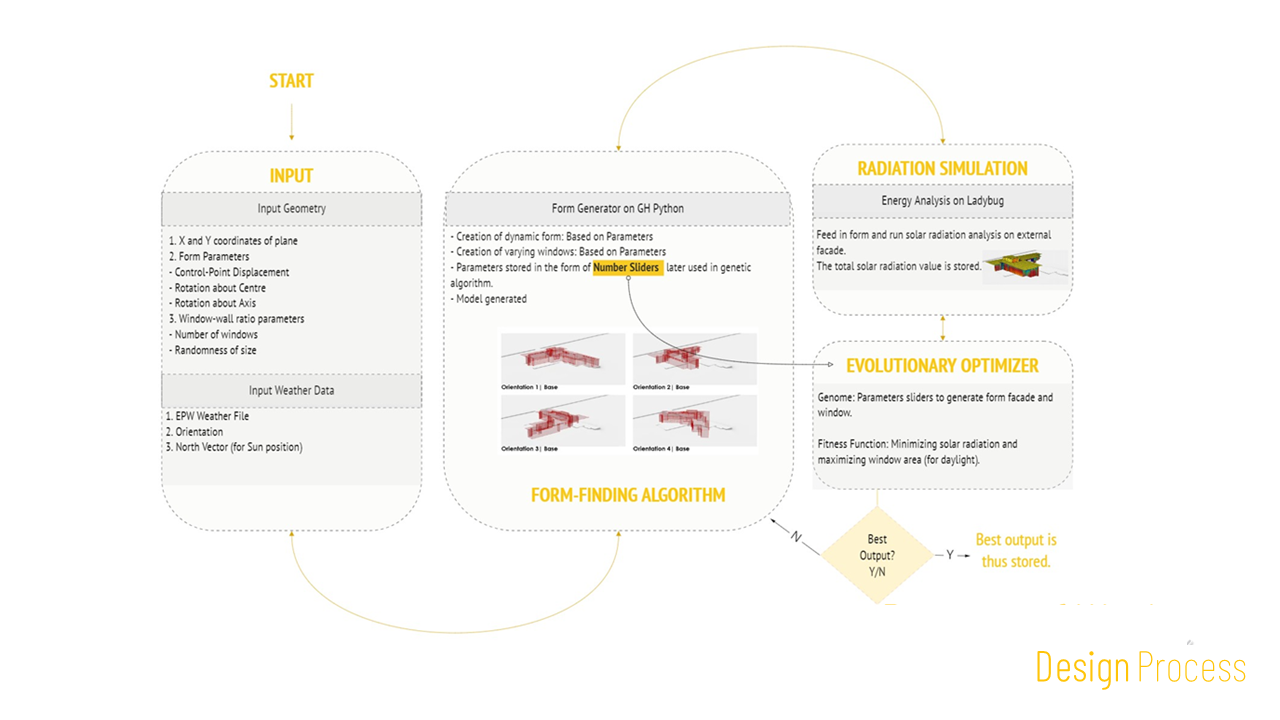 START
INPUT
Input Geometry
1. X and Y coordinates of plane
2. Form Parameters
- Control-Point Displacement
- Rotation about Centre
- Rotation about Axis
3. Window-wall ratio parameters
- Number of windows
- Randomness of size
Input Weather Data
1. EPW Weather File
2. Orientation
3. North Vector (for Sun position)
Form Generator on GH Python
- Creation of dynamic form: Based on Parameters
- Creation of varying windows: Based on Parameters
- Parameters stored in the form of Number Sliders later used in genetic
algorithm.
- Model generated
Orientation 1| Base
Orientation 2| Base
Orientation 3| Base
Orientation 4| Base
FORM-FINDING ALGORITHM
RADIATION SIMULATION
Energy Analysis on Ladybug
Feed in form and run solar radiation analysis on external
facade.
The total solar radiation value is stored.
EVOLUTIONARY OPTIMIZER
Genome: Parameters sliders to generate form facade and
window.
Fitness Function: Minimizing solar radiation and
maximizing window area (for daylight).
Best
Output?
Y/N
N
Y
Best output is
thus stored.
Design Process